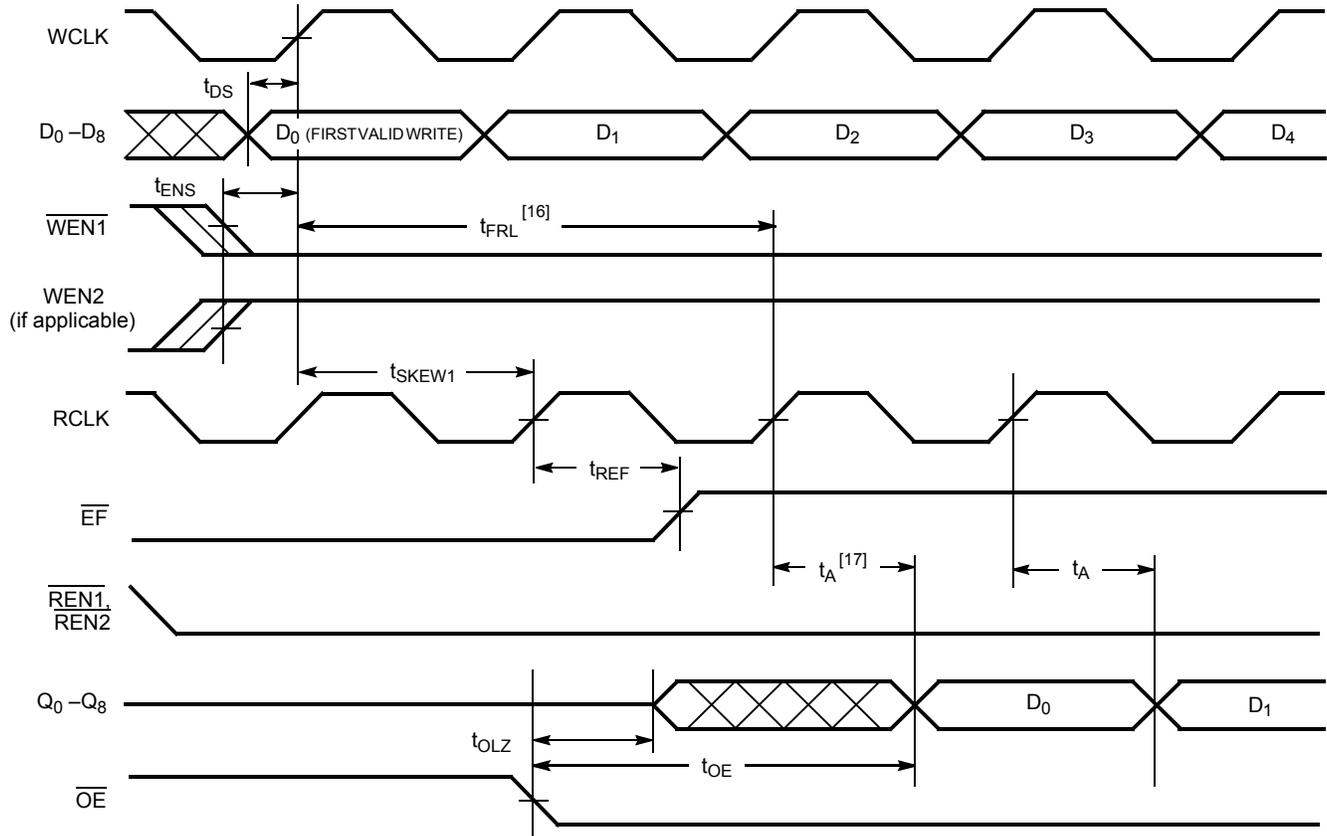 WCLK
tDS
D0 –D8
D0 (FIRST VALID WRITE)
D1
D2
D3
D4
tENS
WEN1
tFRL [16]
WEN2
(if applicable)
tSKEW1
RCLK
tREF
EF
tA [17]
tA
REN1,
REN2
Q0 –Q8
D0
D1
tOLZ
tOE
OE